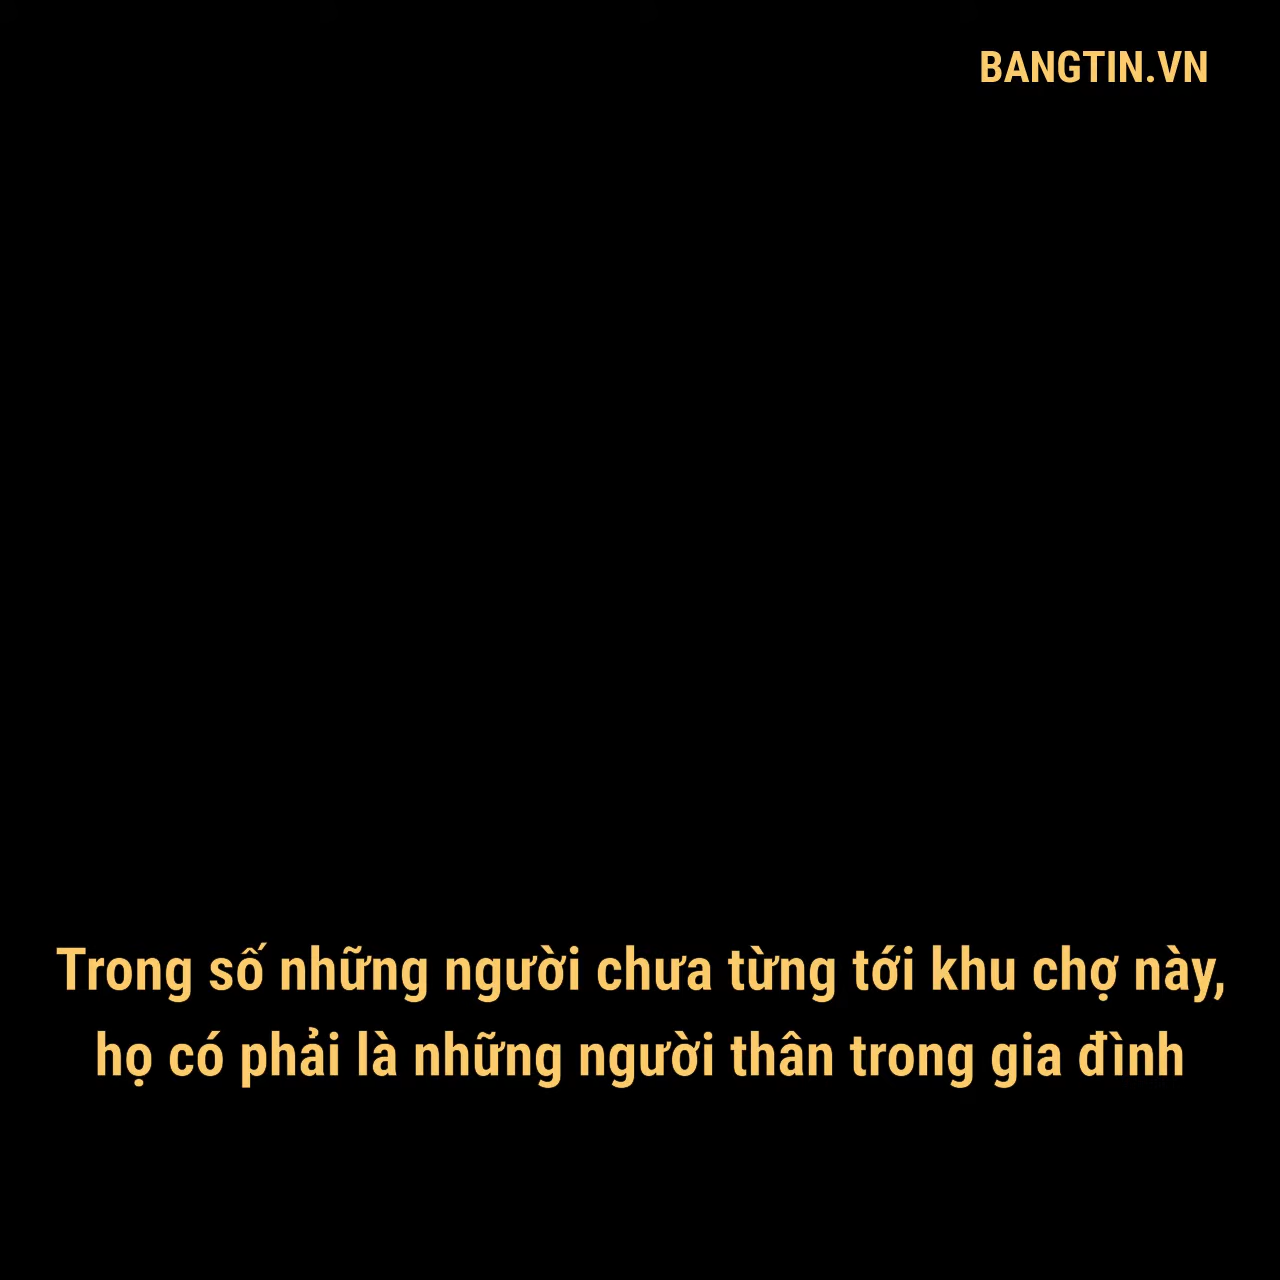 BANGTIN.VN
Trong số những người chưa từng tới khu chợ này,
họ có phải là những người thân trong gia đình